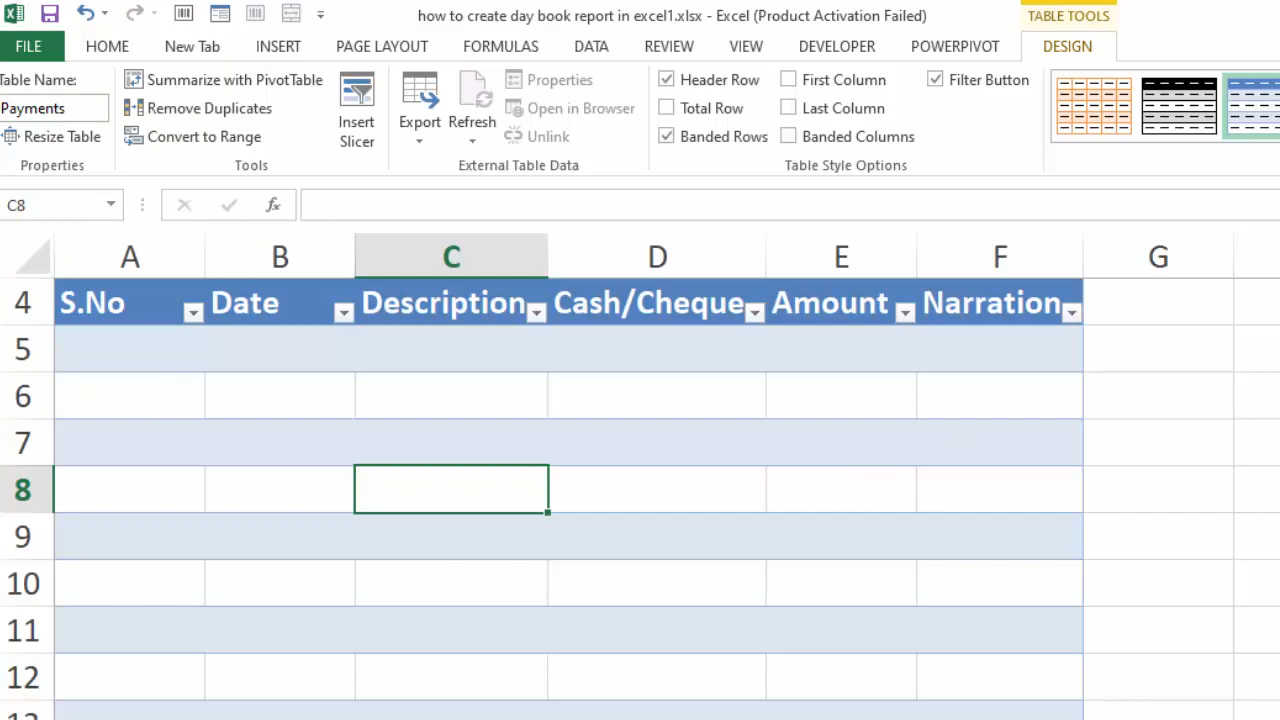 how to create day book report in excel1.xlsx - Excel (Product Activation Failed)
TABLE TOOLS
FILE HOME New Tab INSERT PAGE LAYOUT FORMULAS DATA REVIEW VIEW DEVELOPER POWERPIVOT DESIGN
Table Name: Summarize with PivotTable Properties Header Row First Column Filter Button
Payments Remove Duplicates Insert Slicer Export Refresh Open in Browser Total Row Last Column
Resize Table Convert to Range Unlink Banded Rows Banded Columns
Properties Tools External Table Data Table Style Options
C8 fx
A B C D E F G
4 S.No Date Description Cash/Cheque Amount Narration
5
6
7
8
9
10
11
12